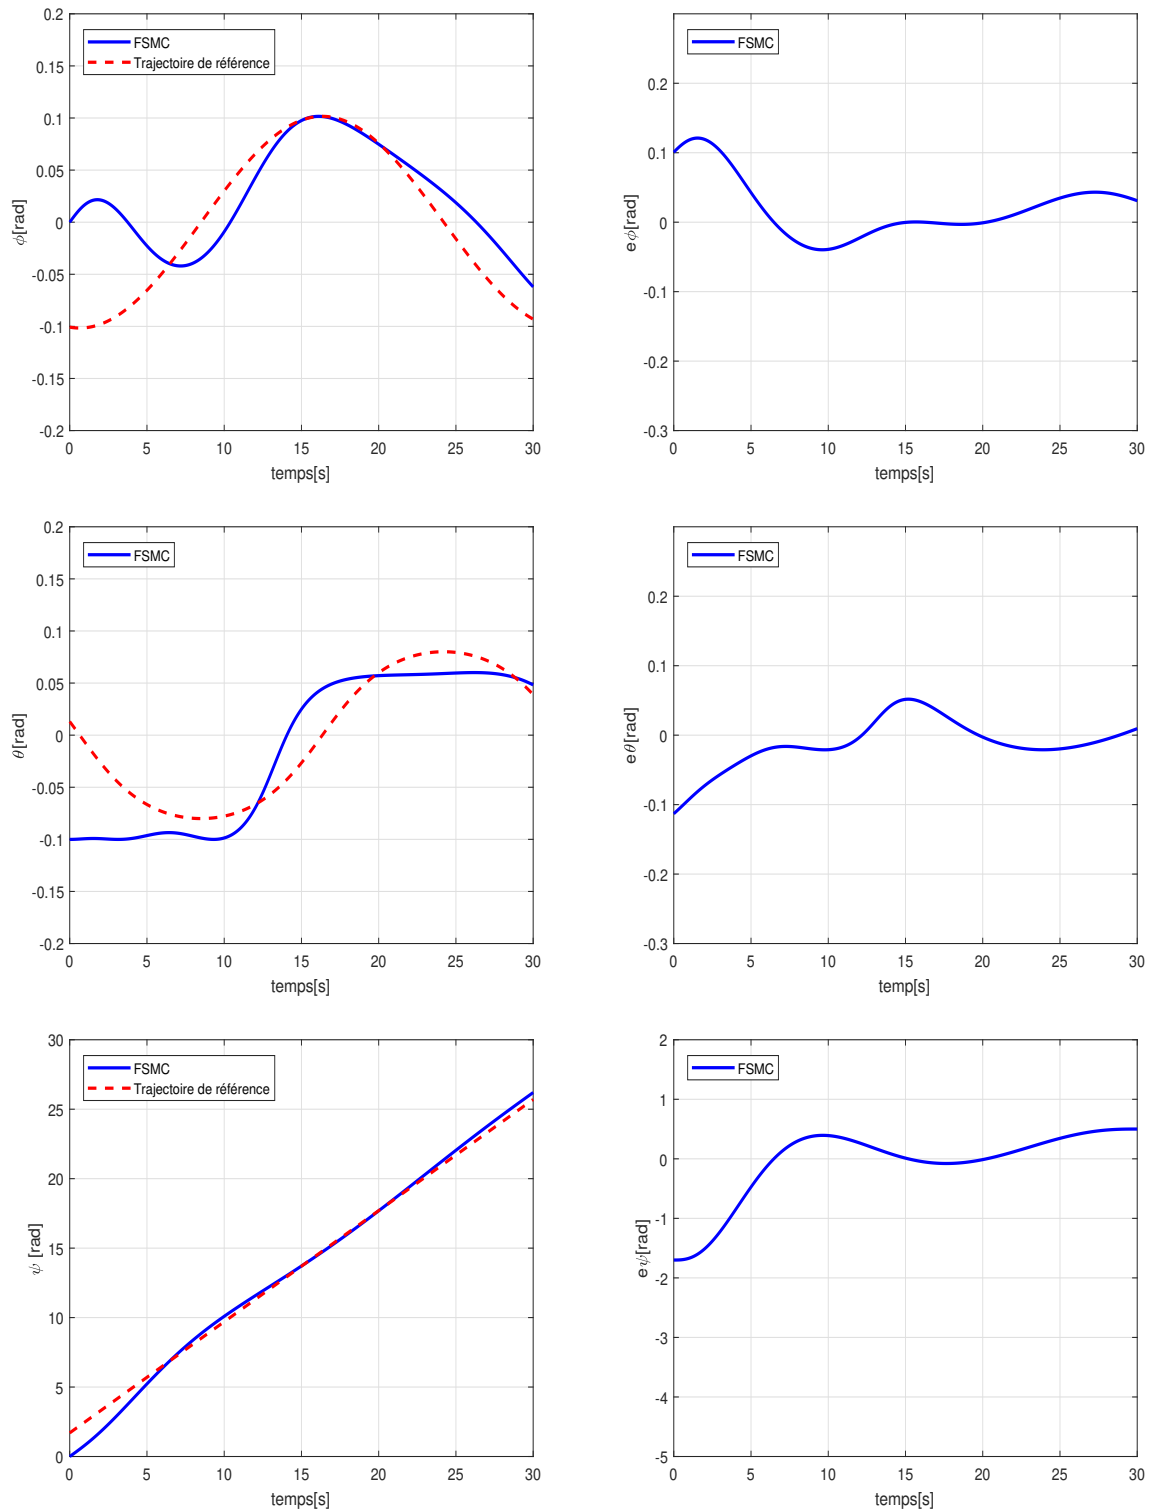 0.2
0.15
0.1
0.05
0
-0.05
-0.1
-0.15
-0.2
ϕ[rad]
FSMC
Trajectoire de référence
0 5 10 15 20 25 30
temps[s]
0.2
0.1
0
-0.1
-0.2
-0.3
eϕ[rad]
FSMC
0 5 10 15 20 25 30
temps[s]
0.2
0.15
0.1
0.05
0
-0.05
-0.1
-0.15
-0.2
θ[rad]
FSMC
0 5 10 15 20 25 30
temps[s]
0.2
0.1
0
-0.1
-0.2
-0.3
eθ[rad]
FSMC
0 5 10 15 20 25 30
temp[s]
30
25
20
15
10
5
0
ψ [rad]
FSMC
Trajectoire de référence
0 5 10 15 20 25 30
temps[s]
2
1
0
-1
-2
-3
-4
-5
eψ[rad]
FSMC
0 5 10 15 20 25 30
temps[s]